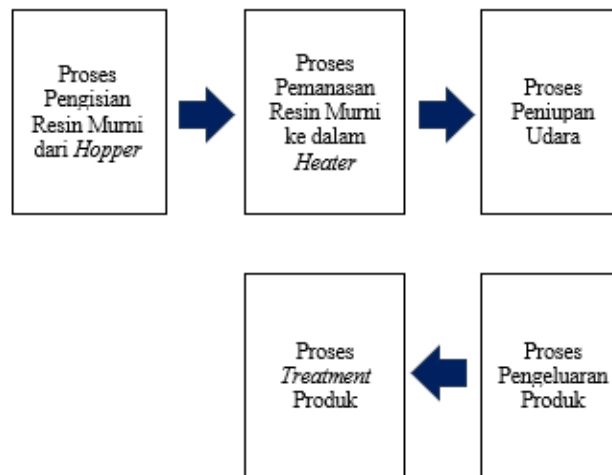 Proses
Pengisian
Resin Murni
dari Hopper
Proses
Pemanasan
Resin Murni
ke dalam
Heater
Proses
Peniupan
Udara
Proses
Treatment
Produk
Proses
Pengeluaran
Produk